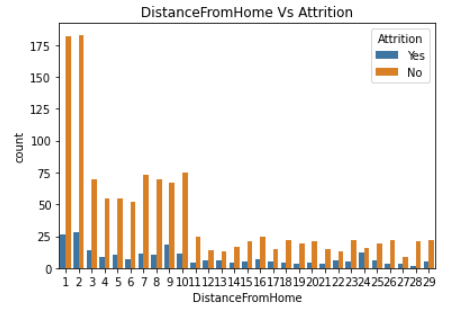 DistanceFromHome Vs Attrition
Attrition
Yes
No
175
150
125
100
75
50
25
0
count
1 2 3 4 5 6 7 8 9 10 11 12 13 14 15 16 17 18 19 20 21 22 23 24 25 26 27 28 29
DistanceFromHome